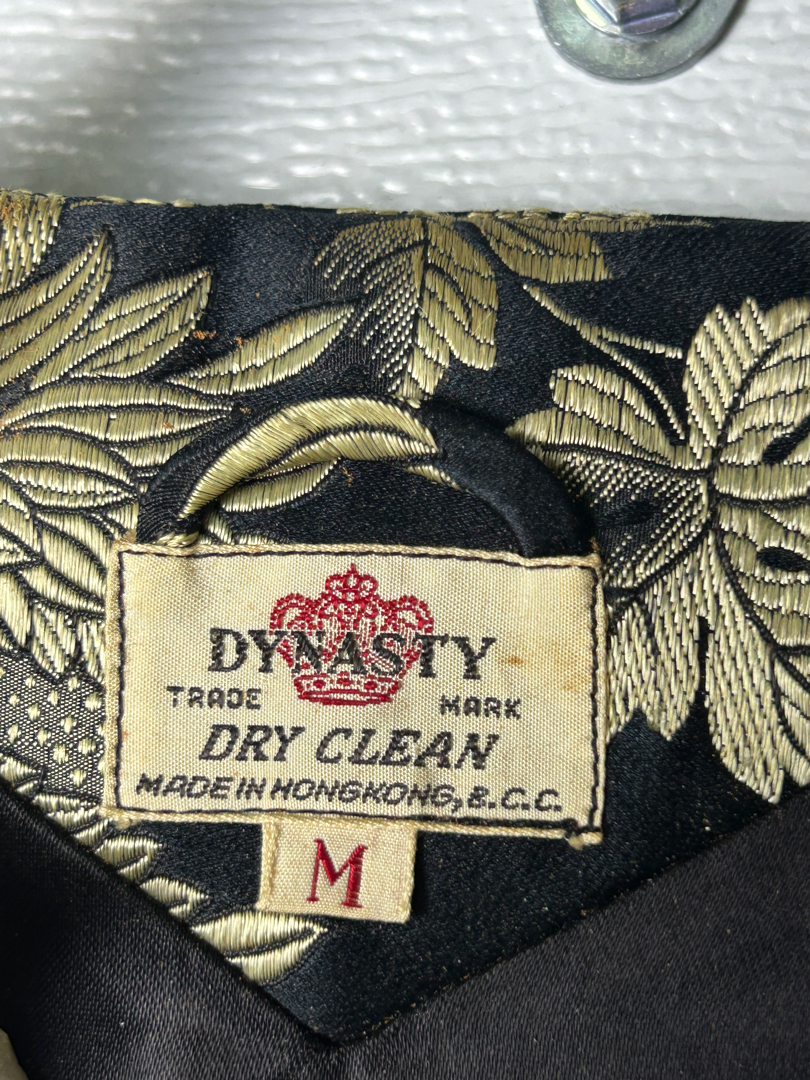 DYNASTY
TRADE MARK
DRY CLEAN
MADE IN HONGKONG, B.C.C.
M